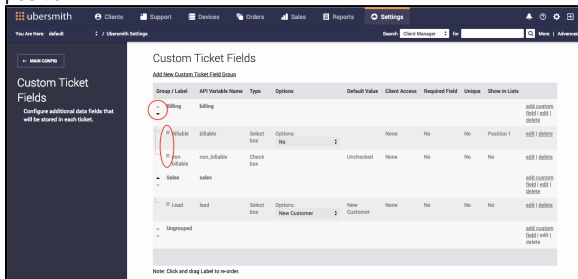 ubersmith
Clients
Support
Devices
Orders
Sales
Reports
Settings
You Are Here: default / Ubersmith Settings
Search Client Manager for
More | Advanced
← MAIN CONFIG
Custom Ticket
Fields
Configure additional data fields that
will be stored in each ticket.
Custom Ticket Fields
Add New Custom Ticket Field Group
Group / Label API Variable Name Type Options Default Value Client Access Required Field Unique Show in Lists
Billing billing add custom
field | edit |
delete
billable billable Select
box Options:
No None No No Position 1 edit | delete
non
billable non_billable Check
box Unchecked None No No No edit | delete
Sales sales add custom
field | edit |
delete
Lead lead Select
box Options:
New Customer New
Customer None No No No edit | delete
Ungrouped add custom
field | edit |
delete
Note: Click and drag Label to re-order.